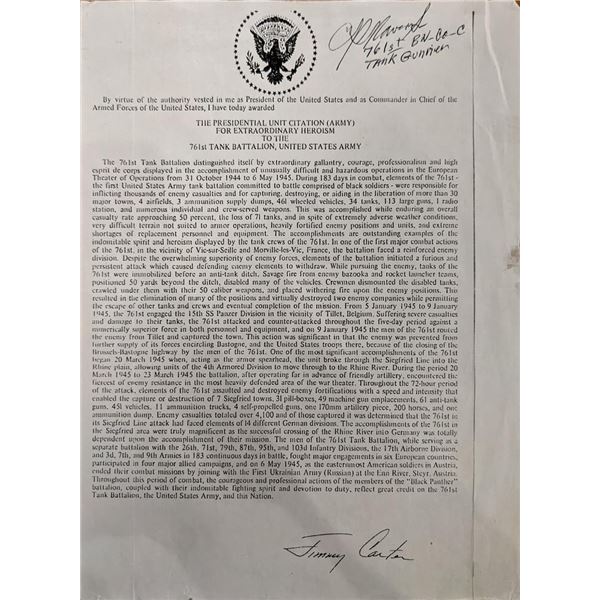 761st BN-Co-C
TANK Gunner
By virtue of the authority vested in me as President of the United States and as Commander in Chief of the
Armed Forces of the United States, I have today awarded
THE PRESIDENTIAL UNIT CITATION (ARMY)
FOR EXTRAORDINARY HEROISM
TO THE
761st TANK BATTALION, UNITED STATES ARMY
The 761st Tank Battalion distinguished itself by extraordinary gallantry, courage, professionalism and high
esprit de corps displayed in the accomplishment of unusually difficult and hazardous operations in the European
Theater of Operations from 31 October 1944 to 6 May 1945. During 183 days in combat, elements of the 761st -
the first United States Army tank battalion committed to battle comprised of black soldiers - were responsible for
inflicting thousands of enemy casualties and for capturing, destroying, or aiding in the liberation of more than 30
major towns, 4 airfields, 3 ammunition supply dumps, 461 wheeled vehicles, 34 tanks, 113 large guns, 1 radio
station, and numerous individual and crew-served weapons. This was accomplished while enduring an overall
casualty rate approaching 50 percent, the loss of 71 tanks, and in spite of extremely adverse weather conditions,
very difficult terrain not suited to armor operations, heavily fortified enemy positions and units, and extreme
shortages of replacement personnel and equipment. The accomplishments are outstanding examples of the
indomitable spirit and heroism displayed by the tank crews of the 761st. In one of the first major combat actions
of the 761st, in the vicinity of Vic-sur-Seille and Morville-les-Vic, France, the battalion faced a reinforced enemy
division. Despite the overwhelming superiority of enemy forces, elements of the battalion initiated a furious and
persistent attack which caused defending enemy elements to withdraw. While pursuing the enemy, tanks of the
761st were immobilized before an anti-tank ditch. Savage fire from enemy bazooka and rocket launcher teams,
positioned 50 yards beyond the ditch, disabled many of the vehicles. Crewmen dismounted the disabled tanks,
crawled under them with their 50 caliber weapons, and placed withering fire upon the enemy positions. This
resulted in the elimination of many of the positions and virtually destroyed two enemy companies while permitting
the escape of other tanks and crews and eventual completion of the mission. From 5 January 1945 to 9 January
1945, the 761st engaged the 15th SS Panzer Division in the vicinity of Tillet, Belgium. Suffering severe casualties
and damage to their tanks, the 761st attacked and counter-attacked throughout the five-day period against a
numerically superior force in both personnel and equipment, and on 9 January 1945 the men of the 761st routed
the enemy from Tillet and captured the town. This action was significant in that the enemy was prevented from
further supply of its forces encircling Bastogne, and the United States troops there, because of the closing of the
Brussels-Bastogne highway by the men of the 761st. One of the most significant accomplishments of the 761st
began 20 March 1945 when, acting as the armor spearhead, the unit broke through the Siegfried Line into the
Rhine plain, allowing units of the 4th Armored Division to move through to the Rhine River. During the period 20
March 1945 to 23 March 1945 the battalion, after operating far in advance of friendly artillery, encountered the
fiercest of enemy resistance in the most heavily defended area of the war theater. Throughout the 72-hour period
of the attack, elements of the 761st assaulted and destroyed enemy fortifications with a speed and intensity that
enabled the capture or destruction of 7 Siegfried towns, 31 pill-boxes, 49 machine gun emplacements, 61 anti-tank
guns, 451 vehicles, 11 ammunition trucks, 4 self-propelled guns, one 170mm artillery piece, 200 horses, and one
ammunition dump. Enemy casualties totaled over 4,100 and of those captured it was determined that the 761st in
its Siegfried Line attack had faced elements of 14 different German divisions. The accomplishments of the 761st in
the Siegfried area were truly magnificent as the successful crossing of the Rhine River into Germany was totally
dependent upon the accomplishment of their mission. The men of the 761st Tank Battalion, while serving as a
separate battalion with the 26th, 71st, 79th, 87th, 95th, and 103d Infantry Divisions, the 17th Airborne Division,
and 3d, 7th, and 9th Armies in 183 continuous days in battle, fought major engagements in six European countries,
participated in four major allied campaigns, and on 6 May 1945, as the easternmost American soldiers in Austria,
ended their combat missions by joining with the First Ukrainian Army (Russian) at the Enn River, Steyr, Austria.
Throughout this period of combat, the courageous and professional actions of the members of the "Black Panther"
battalion, coupled with their indomitable fighting spirit and devotion to duty, reflect great credit on the 761st
Tank Battalion, the United States Army, and this Nation.
Jimmy Carter